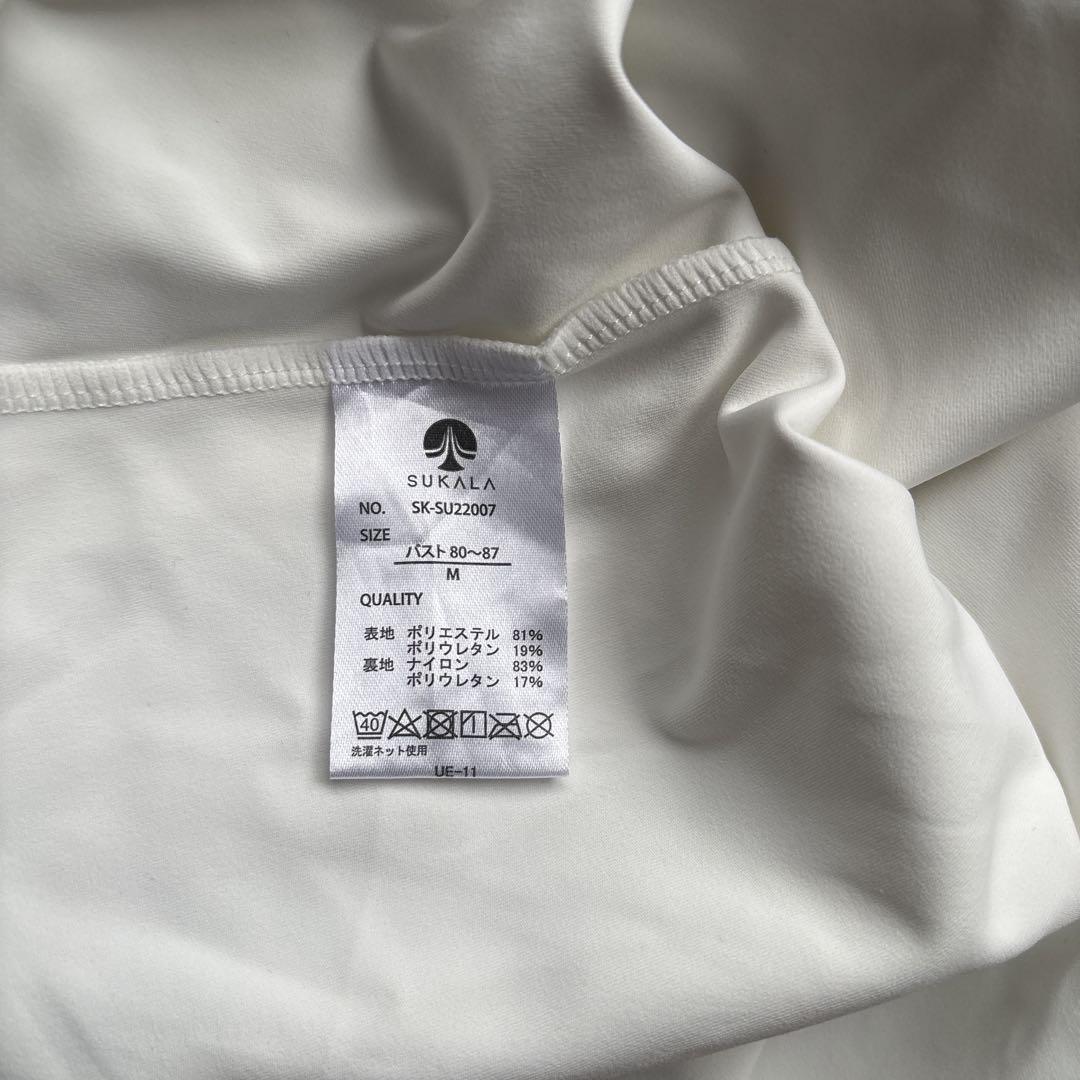 SUKALA
NO. SK-SU22007
SIZE
バスト 80～87
M
QUALITY
表地 ポリエステル 81%
ポリウレタン 19%
裏地 ナイロン 83%
ポリウレタン 17%
40
洗濯ネット使用
UE-11